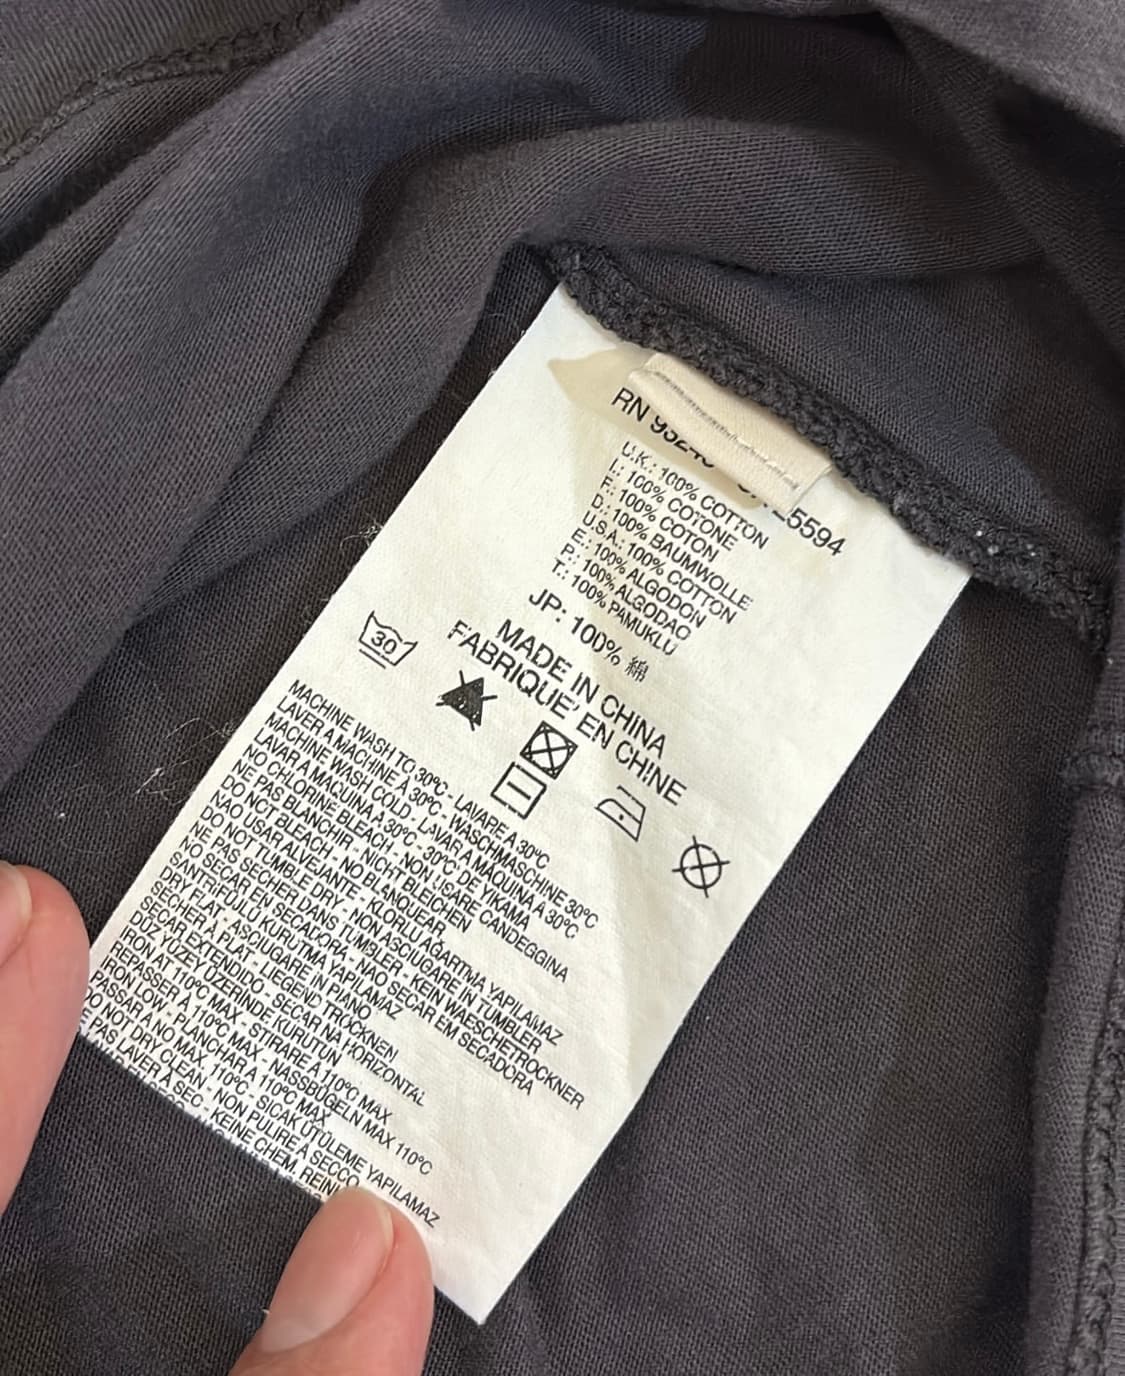 RN
5594
U.K.: 100% COTTON
I.: 100% COTONE
F.: 100% COTON
D.: 100% BAUMWOLLE
U.S.A.: 100% COTTON
E.: 100% ALGODON
P.: 100% ALGODAO
T.: 100% PAMUKLU
JP: 100% 綿
MADE IN CHINA
FABRIQUE' EN CHINE
30
MACHINE WASH TO 30°C - LAVARE A 30°C
LAVER A MACHINE À 30°C - WASCHMASCHINE 30°C
MACHINE WASH COLD - LAVAR A MAQUINA A 30°C
LAVAR A MAQUINA A 30°C - 30°C' DE YIKAMA
NO CHLORINE BLEACH - NON USARE CANDEGGINA
NE PAS BLANCHIR - NICHT BLEICHEN
DO NOT BLEACH - NO BLANQUEAR
NAO USAR ALVEJANTE - KLORLU AĞARTMA YAPILAMAZ
DO NOT TUMBLE DRY - NON ASCIUGARE IN TUMBLER
NE PAS SECHER DANS TUMBLER - KEIN WAESCHETROCKNER
NO SECAR EN SECADORA - NAO SECAR EM SECADORA
SANTRİFÜJLÜ KURUTMA YAPILAMAZ
DRY FLAT - ASCIUGARE IN PIANO
SECHER À PLAT - LIEGEND TROCKNEN
SECAR EXTENDIDO - SECAR NA HORIZONTAL
DÜZ YÜZEY ÜZERINDE KURUTUN
IRON AT 110°C MAX - STIRARE A 110°C MAX.
REPASSER À 110°C MAX - NASSBÜGELN MAX 110°C
IRON LOW - PLANCHAR A 110°C MAX
PASSAR A NO MAX. 110°C - SICAK ÜTÜLEME YAPILAMAZ
DO NOT DRY CLEAN - NON PULIRE A SECCO
PAS LAVER À SEC - KEINE CHEM. REIN